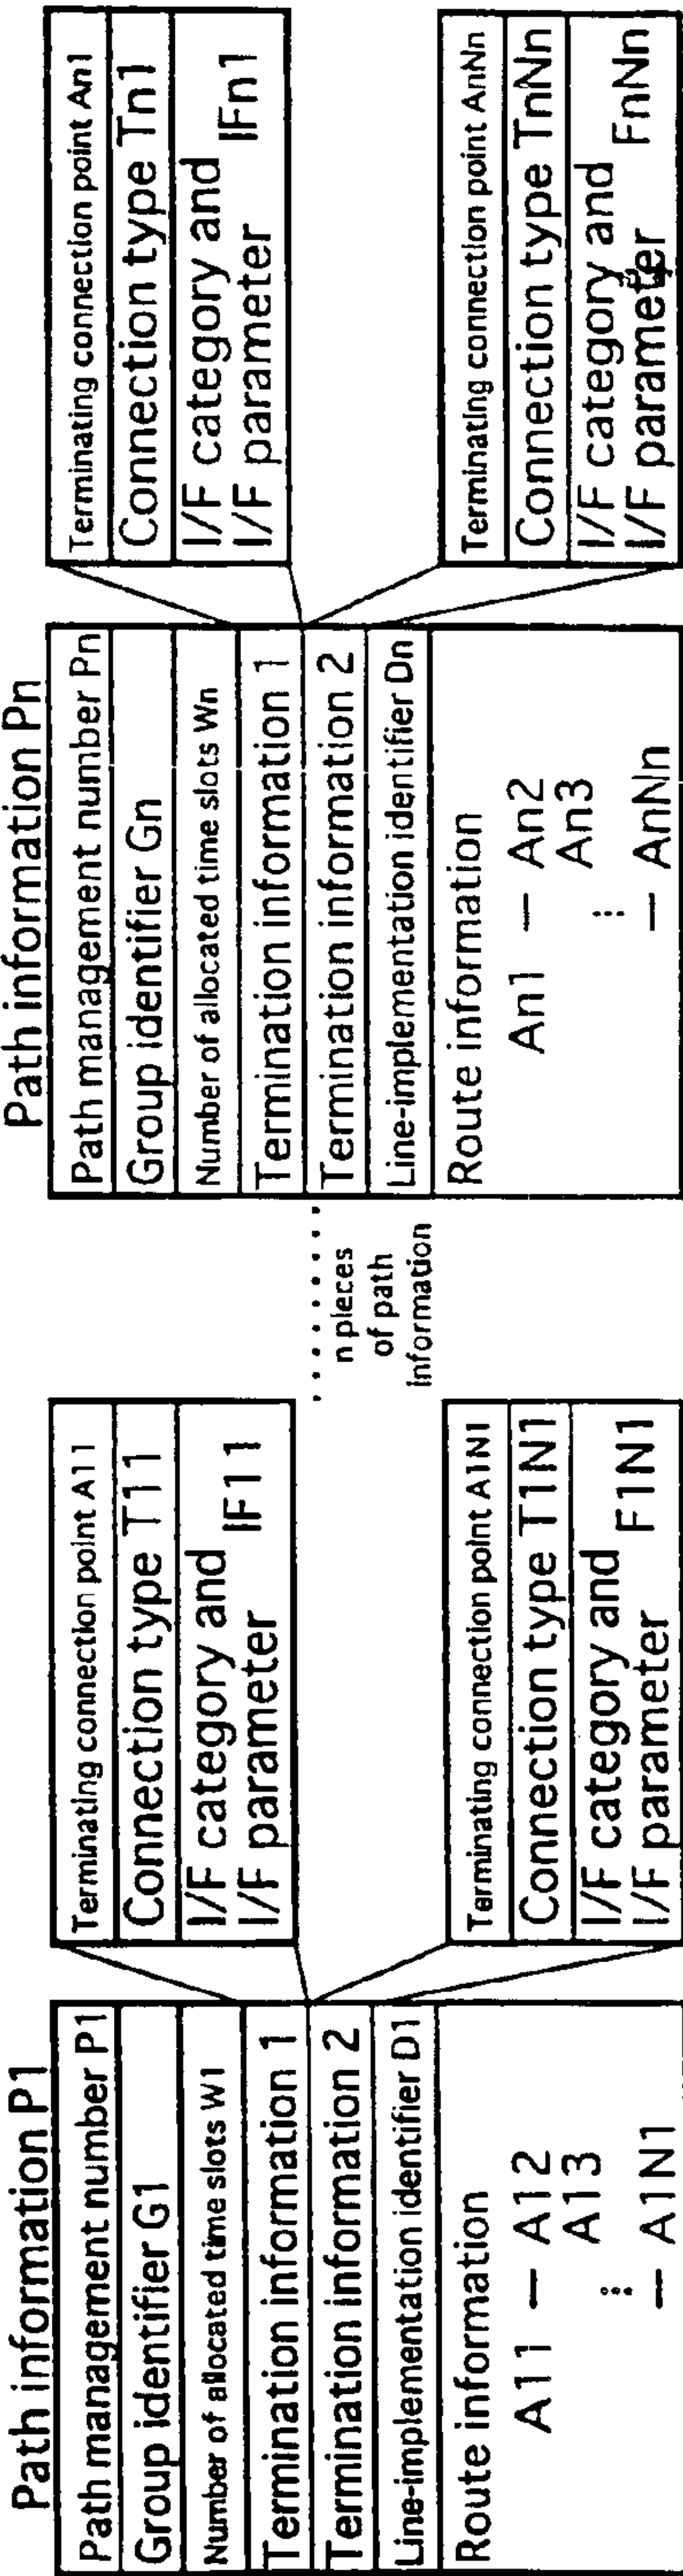 Path information P1
Path management number P1
Group identifier G1
Number of allocated time slots W1
Termination information 1
Termination information 2
Line-implementation identifier D1
Route information
A11 — A12
A13
⋮
— A1N1
Terminating connection point A11
Connection type T11
I/F category and
I/F parameter IF11
Terminating connection point A1N1
Connection type T1N1
I/F category and
I/F parameter F1N1
n pieces
of path
information
Path information Pn
Path management number Pn
Group identifier Gn
Number of allocated time slots Wn
Termination information 1
Termination information 2
Line-implementation identifier Dn
Route information
An1 — An2
An3
⋮
— AnNn
Terminating connection point An1
Connection type Tn1
I/F category and
I/F parameter IFn1
Terminating connection point AnNn
Connection type TnNn
I/F category and
I/F parameter FnNn